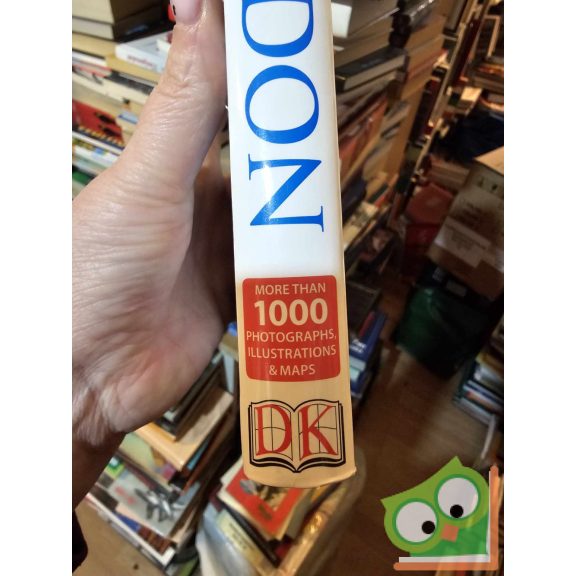 DON
MORE THAN
1000
PHOTOGRAPHS,
ILLUSTRATIONS
& MAPS
DK